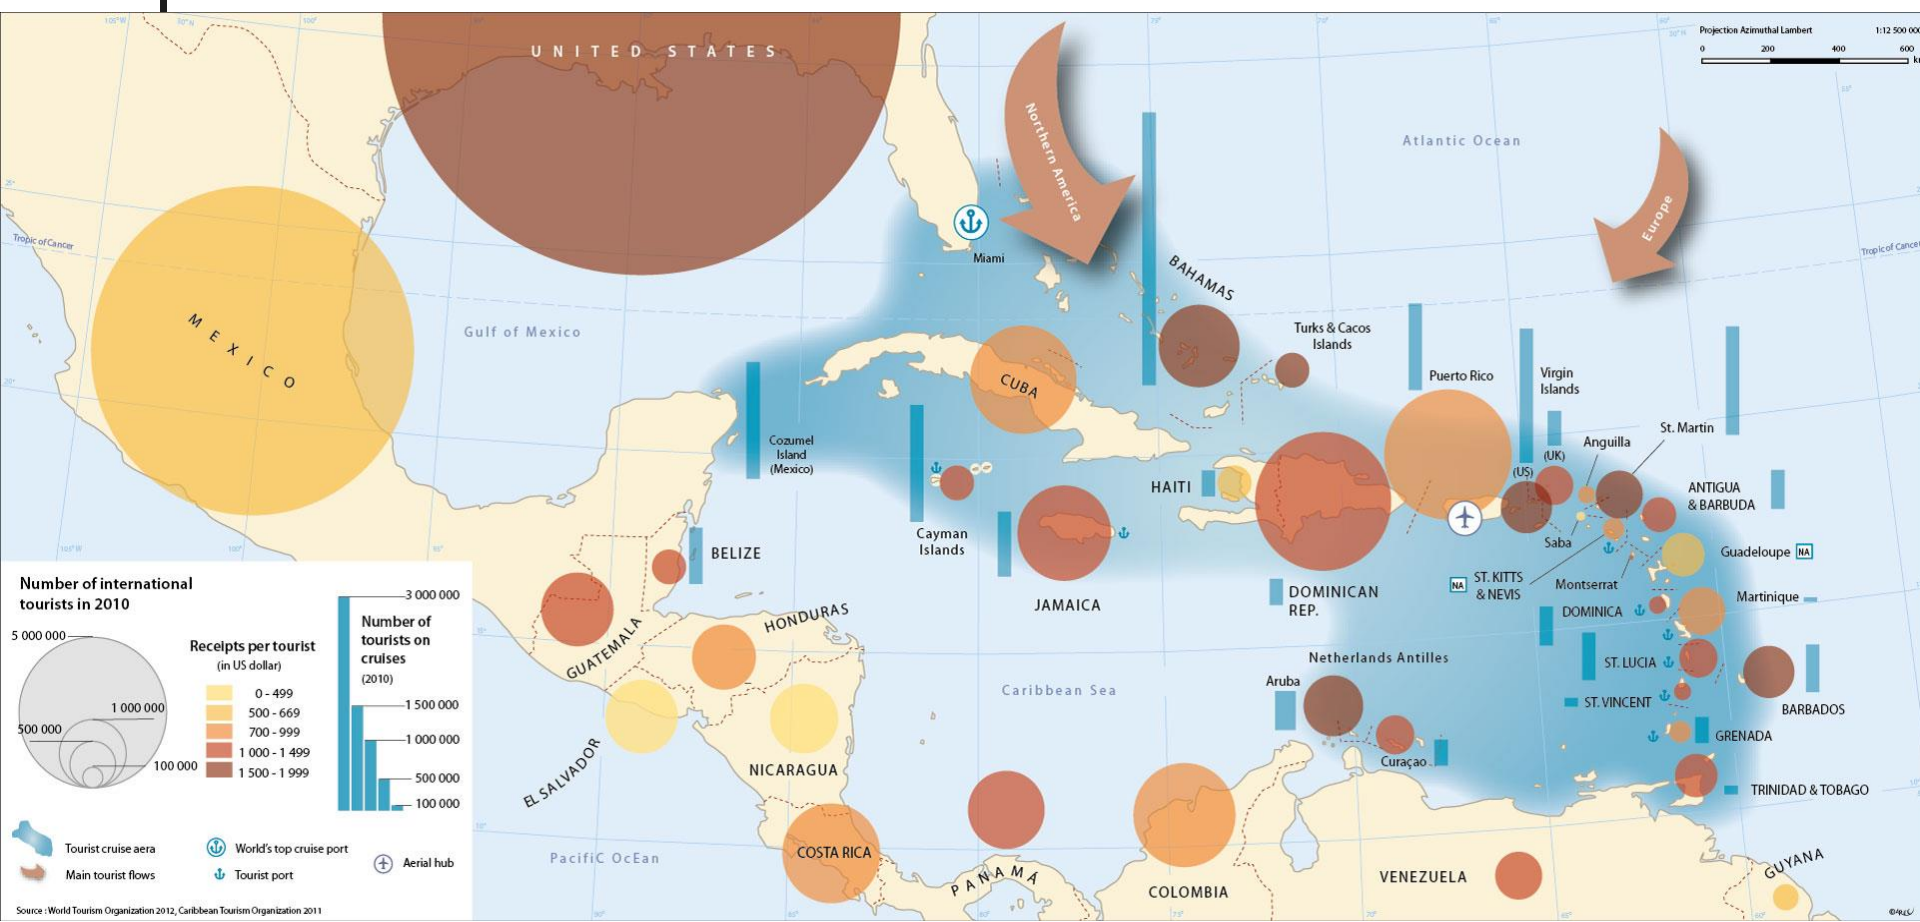 UNITED STATES
Projection Azimuthal Lambert
1:12 500 000
0 200 400 600
Northern America
Europe
Atlantic Ocean
Tropic of Cancer
Tropic of Cancer
Miami
BAHAMAS
MEXICO
Gulf of Mexico
Turks & Cacos
Islands
CUBA
Puerto Rico
Virgin
Islands
(UK)
(US)
St. Martin
Anguilla
Cozumel
Island
(Mexico)
HAITI
ANTIGUA
& BARBUDA
Cayman
Islands
Saba
BELIZE
Guadeloupe NA
NA ST. KITTS
& NEVIS
Montserrat
DOMINICAN
REP.
JAMAICA
Martinique
DOMINICA
HONDURAS
GUATEMALA
Netherlands Antilles
ST. LUCIA
Aruba
Caribbean Sea
ST. VINCENT
BARBADOS
GRENADA
Curaçao
EL SALVADOR
NICARAGUA
TRINIDAD & TOBAGO
COSTA RICA
PacifiC OcEan
PANAMÁ
COLOMBIA
VENEZUELA
GUYANA
Number of international
tourists in 2010
5 000 000
1 000 000
500 000
100 000
Receipts per tourist
(in US dollar)
0 - 499
500 - 669
700 - 999
1 000 - 1 499
1 500 - 1 999
Number of
tourists on
cruises
(2010)
3 000 000
1 500 000
1 000 000
500 000
100 000
Tourist cruise aera
Main tourist flows
World's top cruise port
Tourist port
Aerial hub
Source : World Tourism Organization 2012, Caribbean Tourism Organization 2011